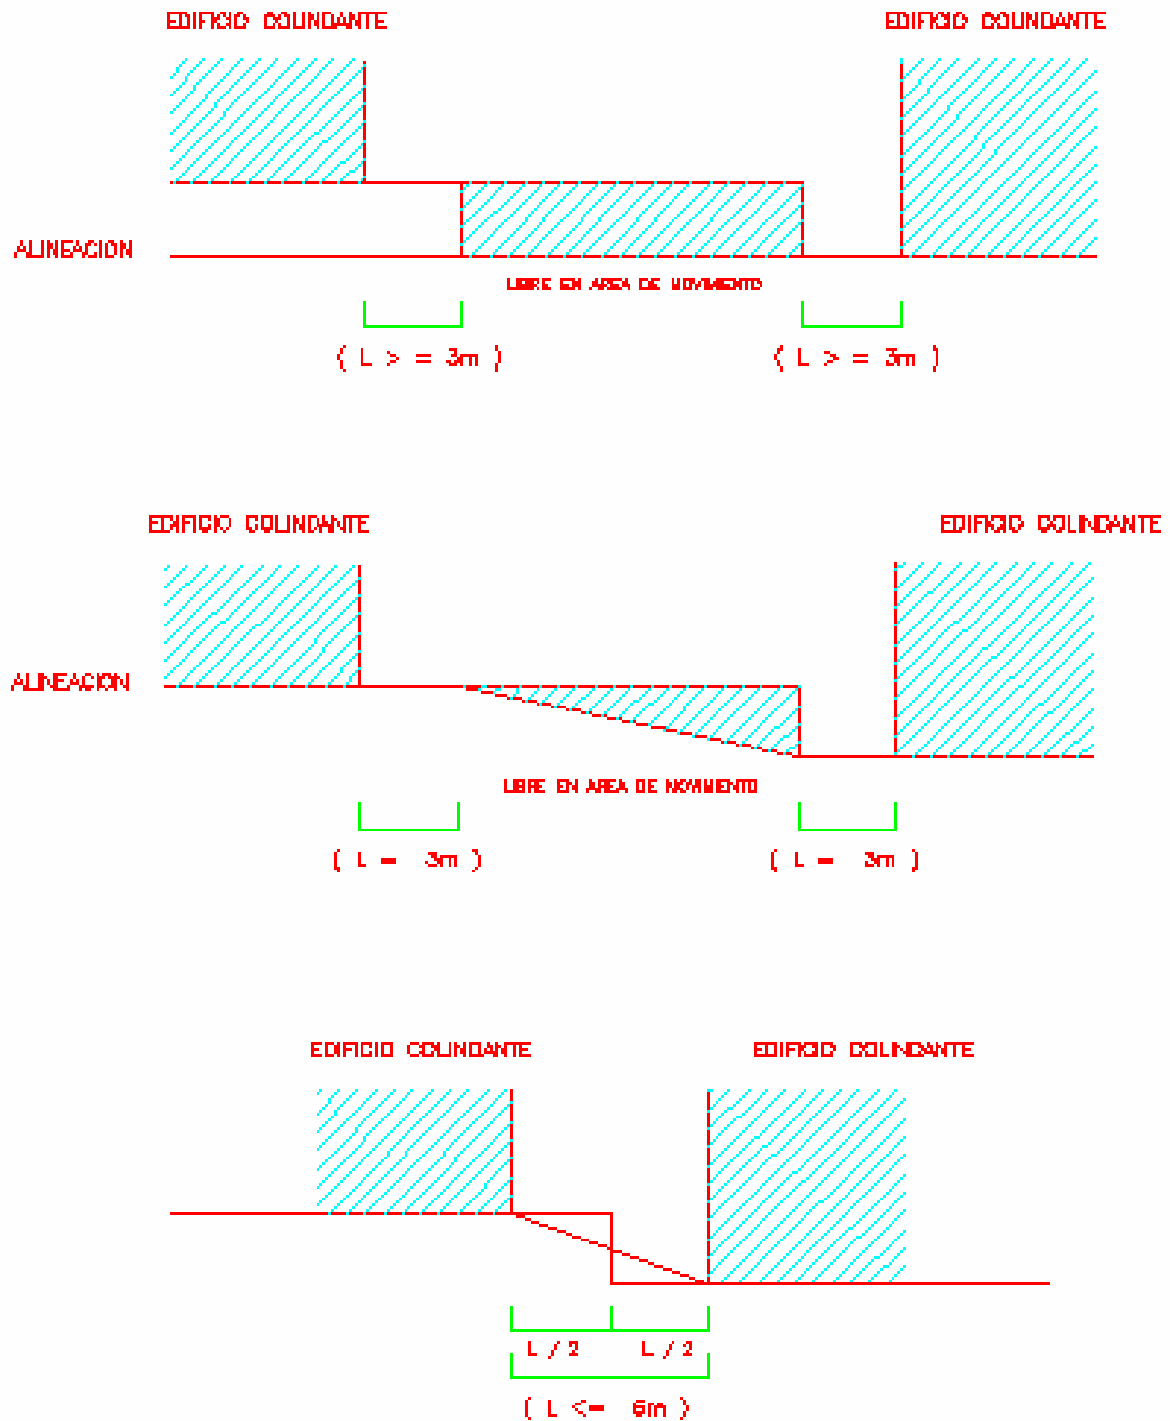 EDIFICIO COLINDANTE
EDIFICIO COLINDANTE
ALINEACION
LIBRE EN AREA DE MOVIMIENTO
( L > = 3m )
( L > = 3m )
EDIFICIO COLINDANTE
EDIFICIO COLINDANTE
ALINEACION
LIBRE EN AREA DE MOVIMIENTO
( L = 3m )
( L = 3m )
EDIFICIO COLINDANTE
EDIFICIO COLINDANTE
L / 2
L / 2
( L <= 6m )